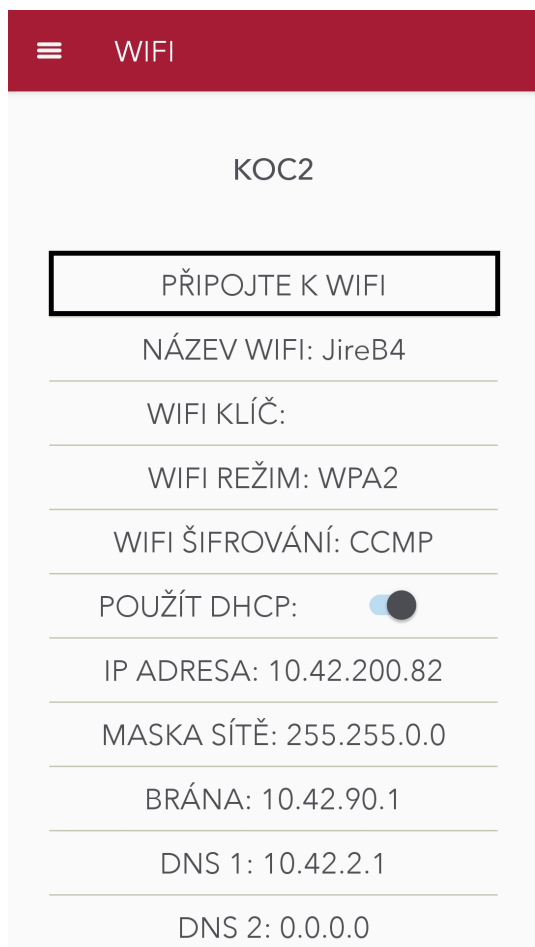 WIFI
KOC2
PŘIPOJTE K WIFI
NÁZEV WIFI: JireB4
WIFI KLÍČ:
WIFI REŽIM: WPA2
WIFI ŠIFROVÁNÍ: CCMP
POUŽÍT DHCP:
IP ADRESA: 10.42.200.82
MASKA SÍTĚ: 255.255.0.0
BRÁNA: 10.42.90.1
DNS 1: 10.42.2.1
DNS 2: 0.0.0.0